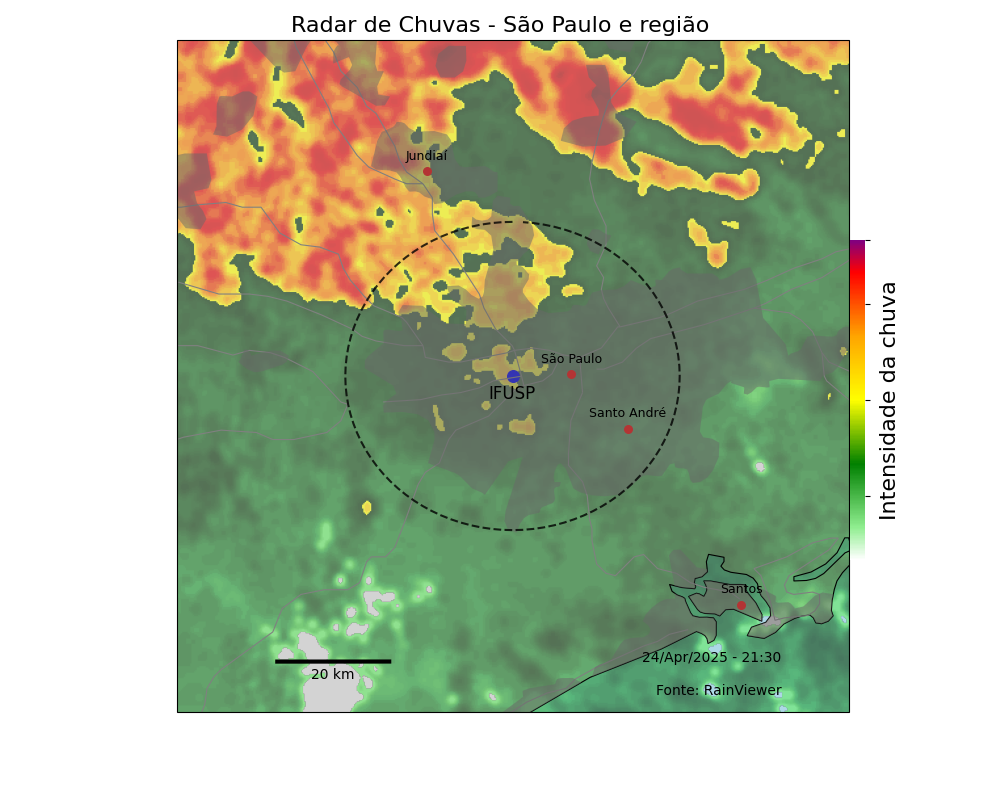 Radar de Chuvas - São Paulo e região
Jundiaí
São Paulo
IFUSP
Santo André
Santos
24/Apr/2025 - 21:30
20 km
Fonte: RainViewer
Intensidade da chuva